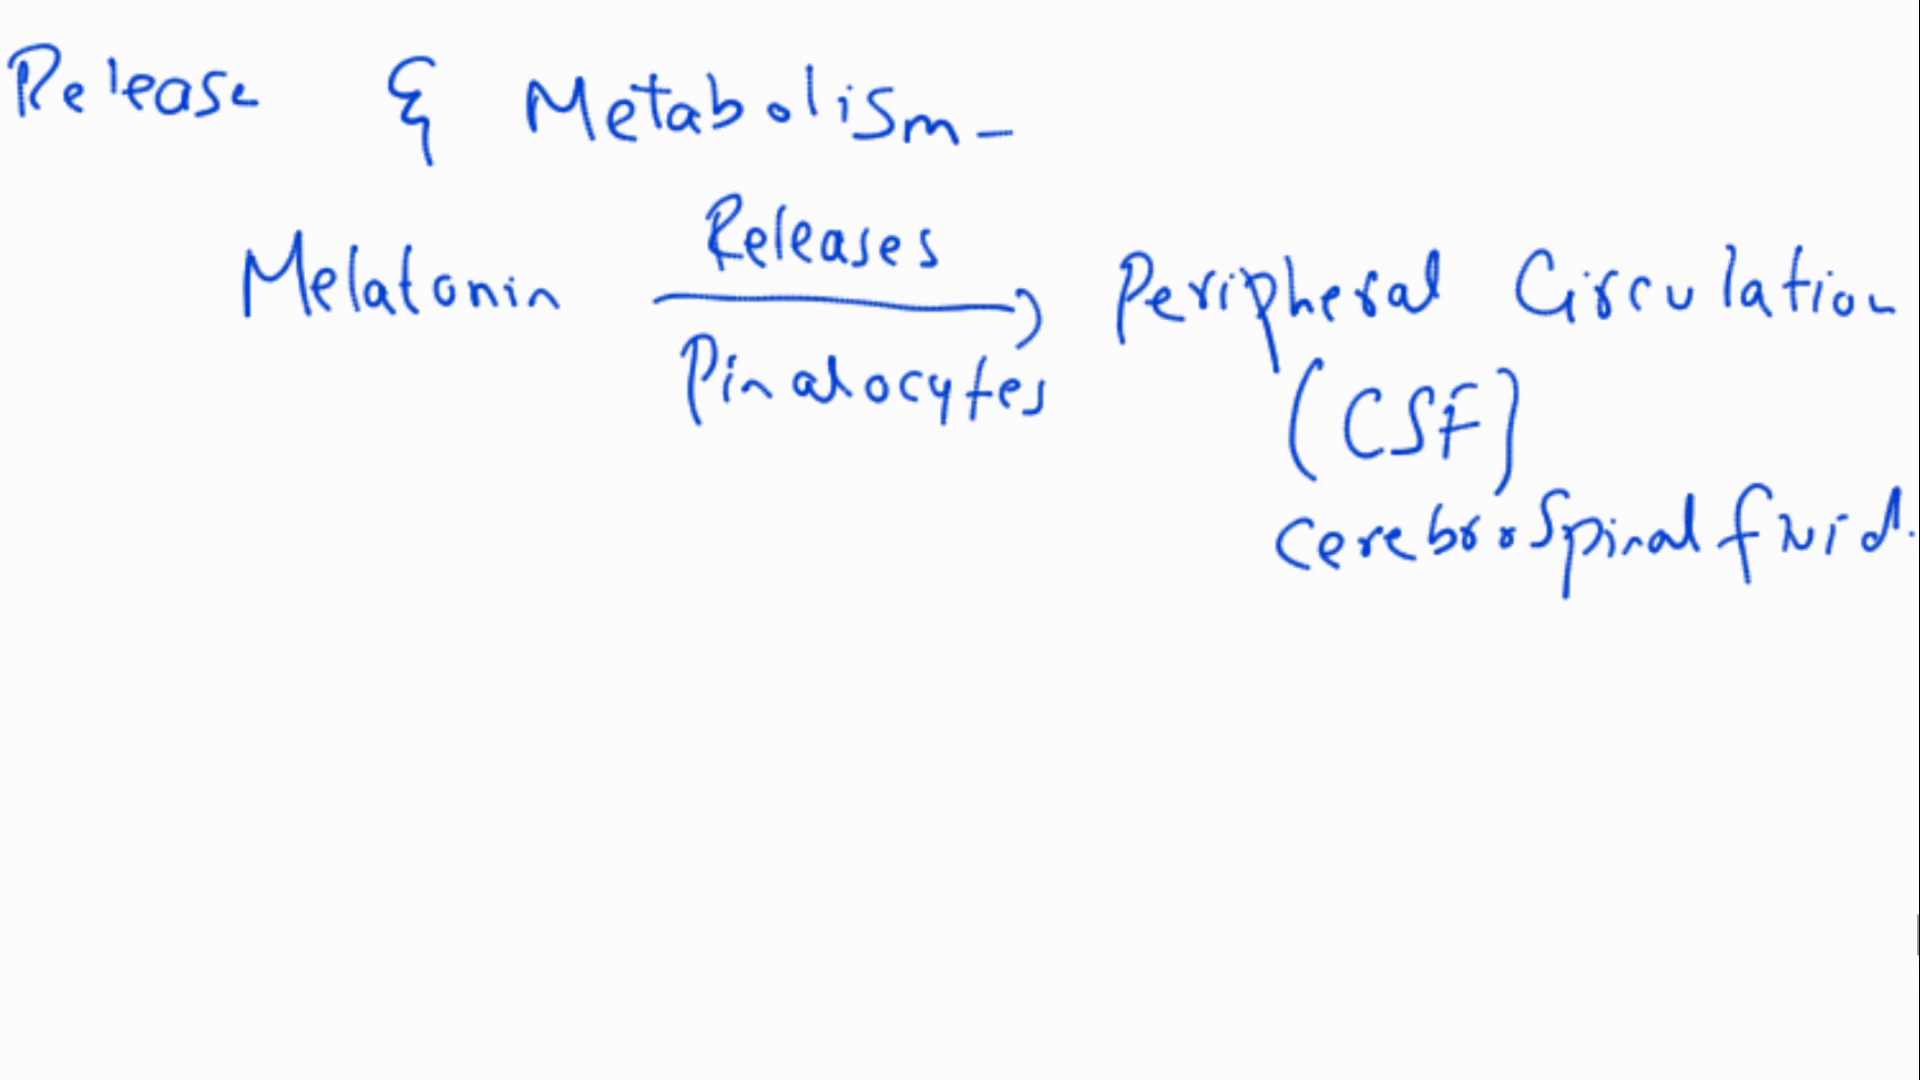 Release & Metabolism -
Melatonin Releases Peripheral Circulation
Pinalocytes
(CSF)
Cerebrospinal fluid.